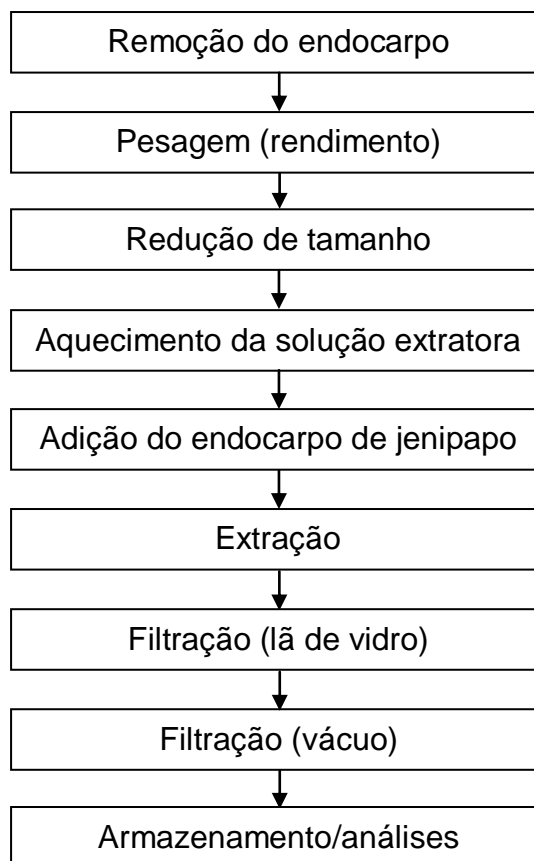 Remoção do endocarpo
Pesagem (rendimento)
Redução de tamanho
Aquecimento da solução extratora
Adição do endocarpo de jenipapo
Extração
Filtração (lã de vidro)
Filtração (vácuo)
Armazenamento/análises